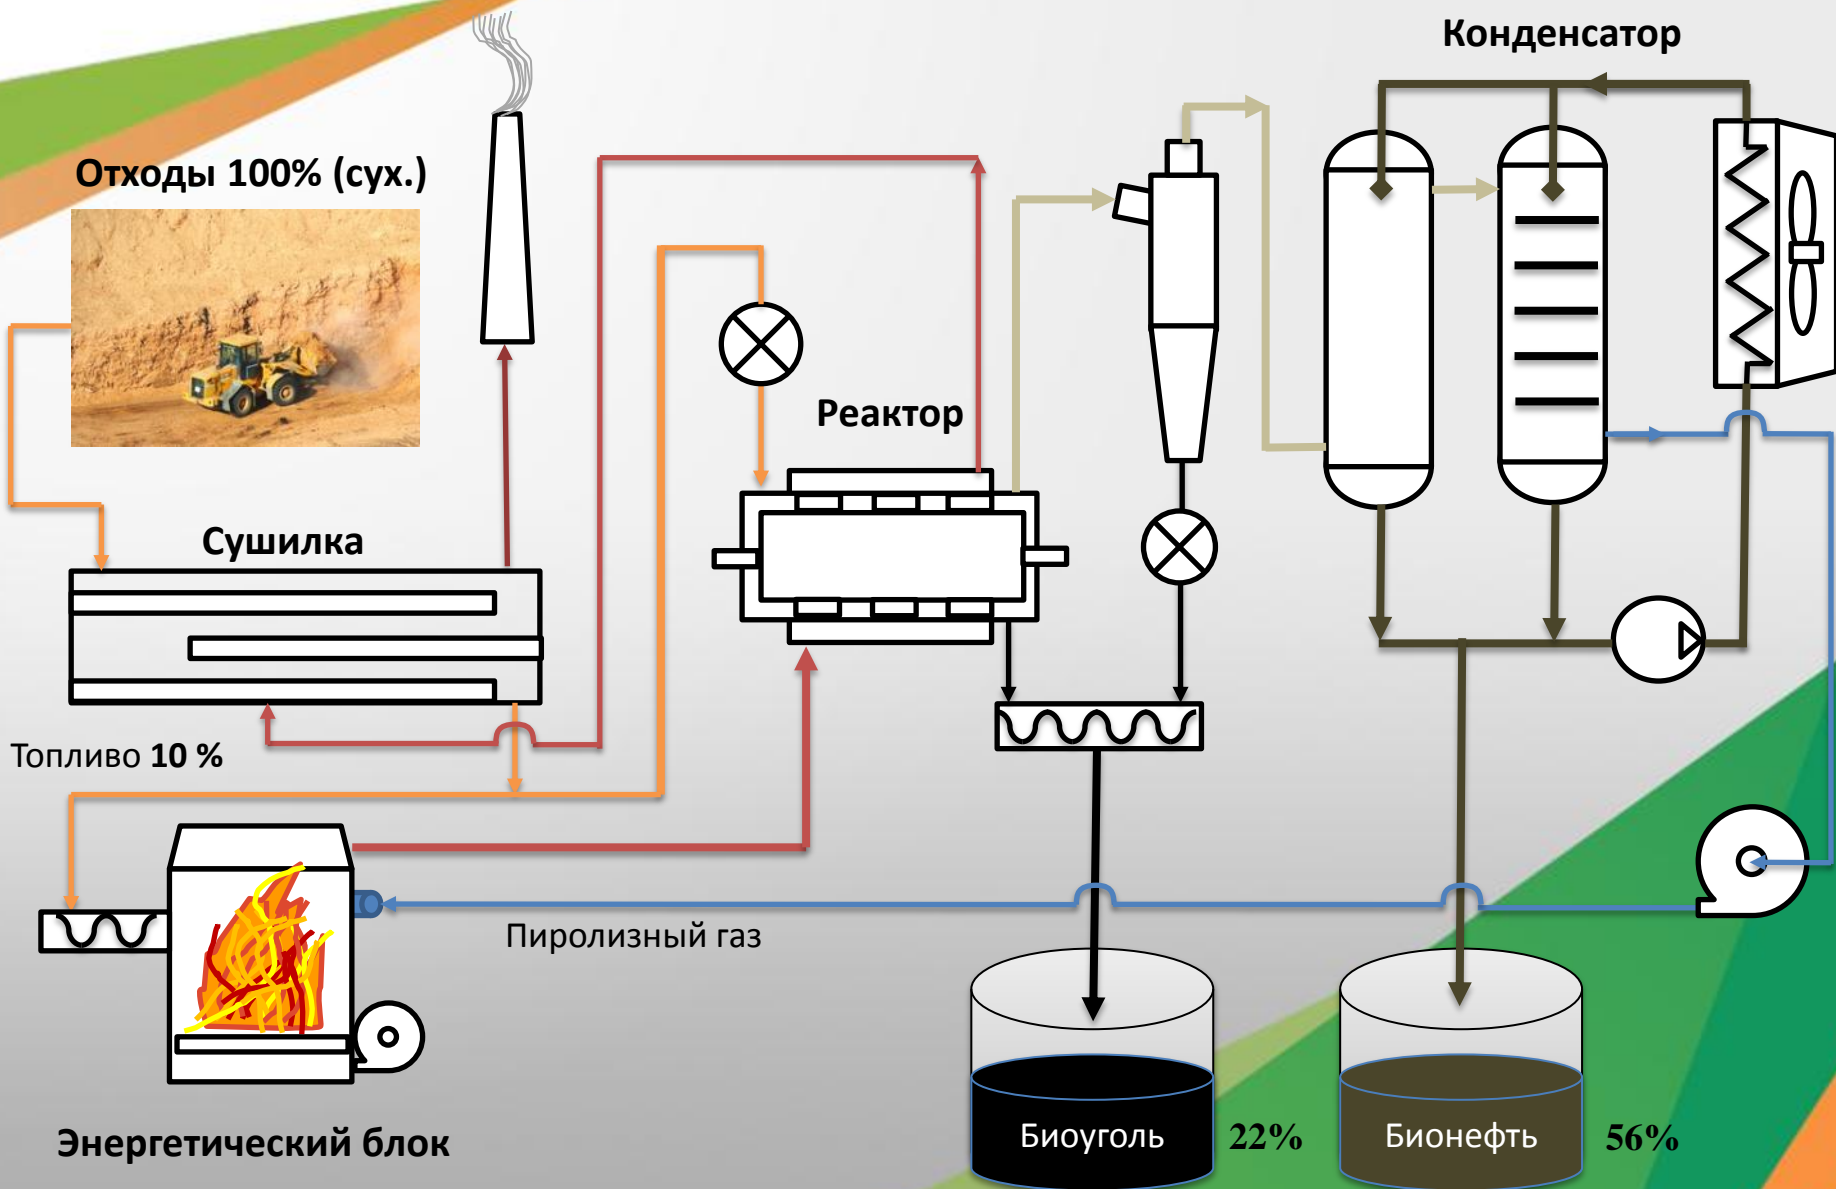 Конденсатор
Отходы 100% (сух.)
Реактор
Сушилка
Топливо 10 %
Пиролизный газ
Энергетический блок
Биоуголь
22%
Бионефть
56%